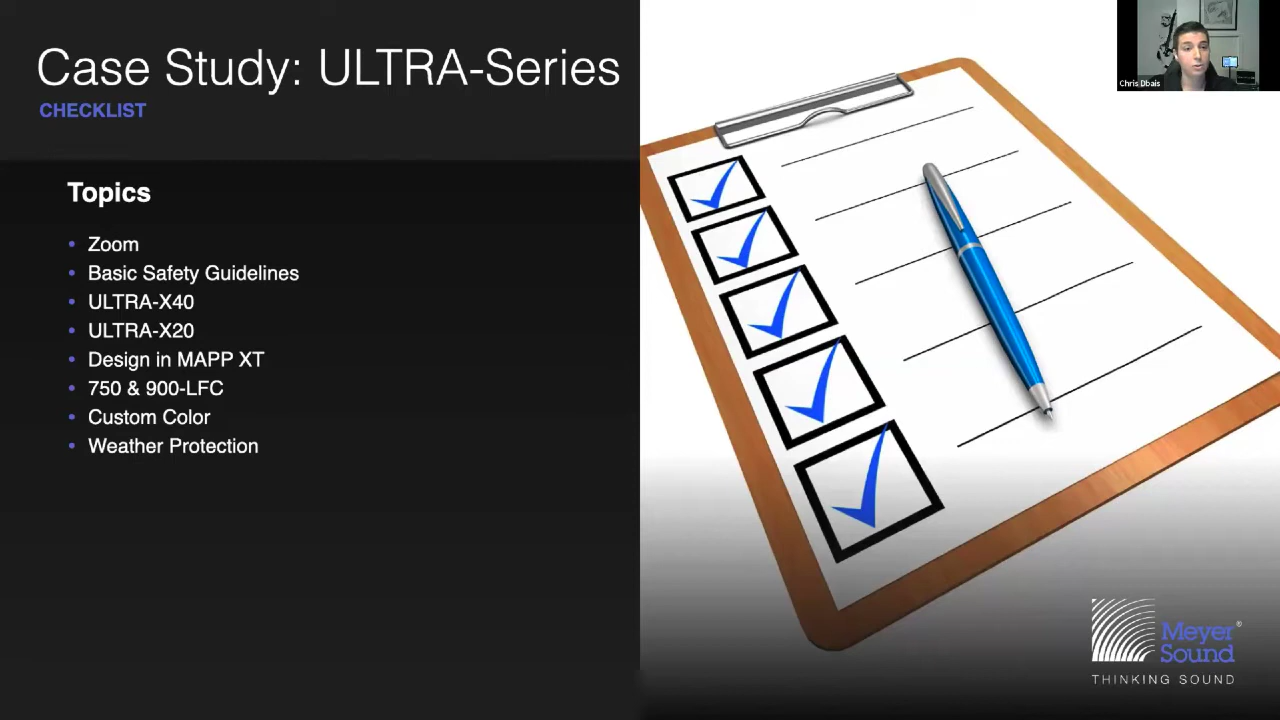 Case Study: ULTRA-Series
CHECKLIST
Topics
• Zoom
• Basic Safety Guidelines
• ULTRA-X40
• ULTRA-X20
• Design in MAPP XT
• 750 & 900-LFC
• Custom Color
• Weather Protection
Chris Dbais
Meyer
Sound®
THINKING SOUND